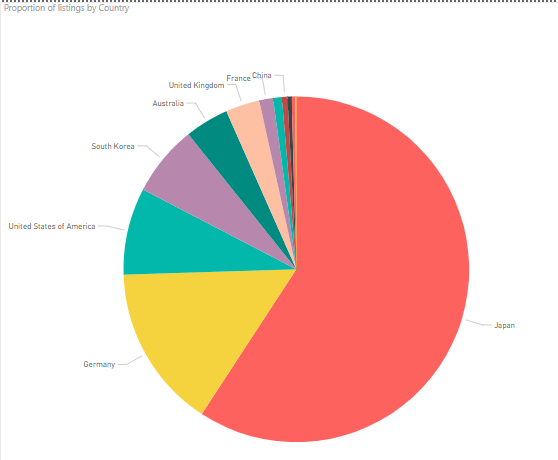 Proportion of listings by Country
France
China
United Kingdom
Australia
South Korea
United States of America
Japan
Germany